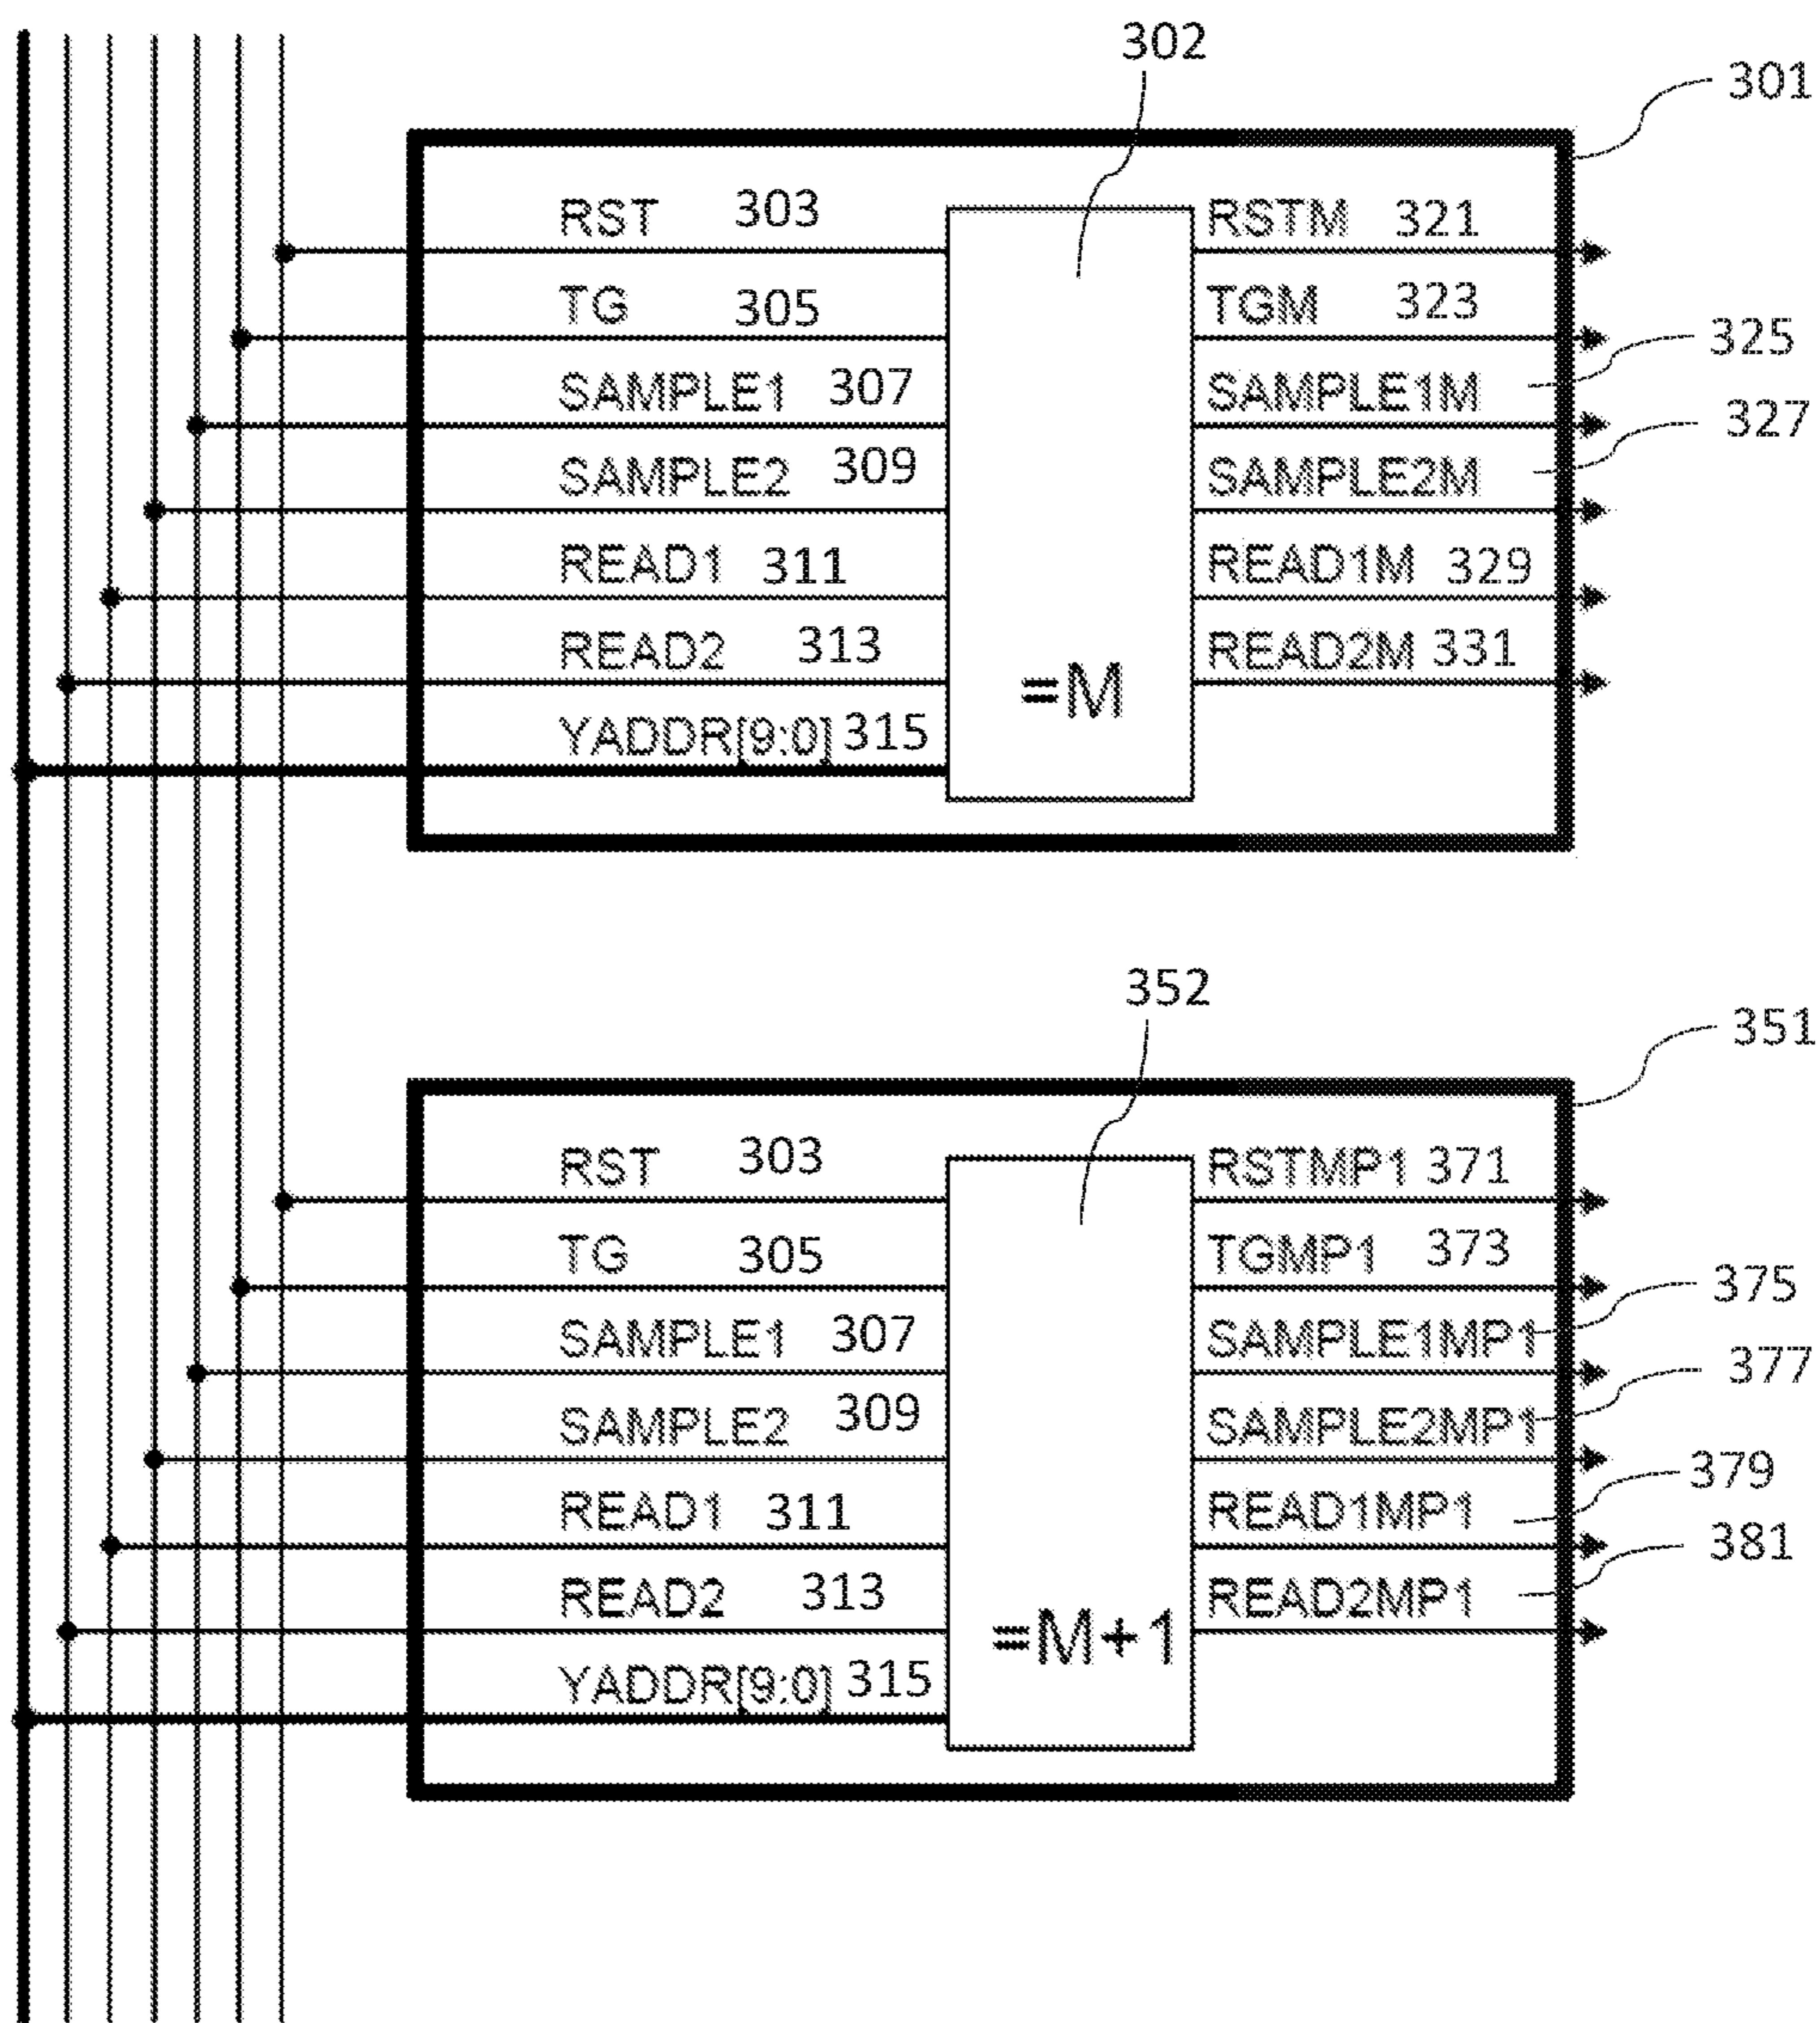 302
301
RST 303 RSTM 321
TG 305 TGM 323
325
SAMPLE1 307 SAMPLE1M
327
SAMPLE2 309 SAMPLE2M
READ1 311 READ1M 329
READ2 313 READ2M 331
=M
YADDR[9:0] 315
352
351
RST 303 RSTMP1 371
TG 305 TGMP1 373
375
SAMPLE1 307 SAMPLE1MP1
377
SAMPLE2 309 SAMPLE2MP1
379
READ1 311 READ1MP1
381
READ2 313 READ2MP1
=M+1
YADDR[9:0] 315